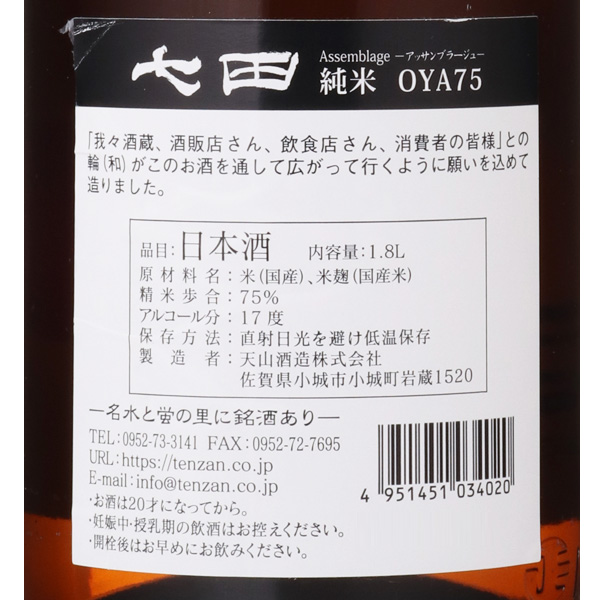 七田 Assemblage ―アッサンブラージュ―
純米 OYA75
「我々酒蔵、酒販店さん、飲食店さん、消費者の皆様」との
輪(和)がこのお酒を通して広がって行くように願いを込めて
造りました。
品目:日本酒 内容量:1.8L
原材料名:米(国産)、米麹(国産米)
精米歩合:75%
アルコール分:17度
保存方法:直射日光を避け低温保存
製造者:天山酒造株式会社
佐賀県小城市小城町岩蔵1520
―名水と蛍の里に銘酒あり―
TEL:0952-73-3141 FAX:0952-72-7695
URL:https://tenzan.co.jp
E-mail:info@tenzan.co.jp
・お酒は20才になってから。
・妊娠中・授乳期の飲酒はお控えください。
・開栓後はお早めにお飲みください。
4 951451 034020